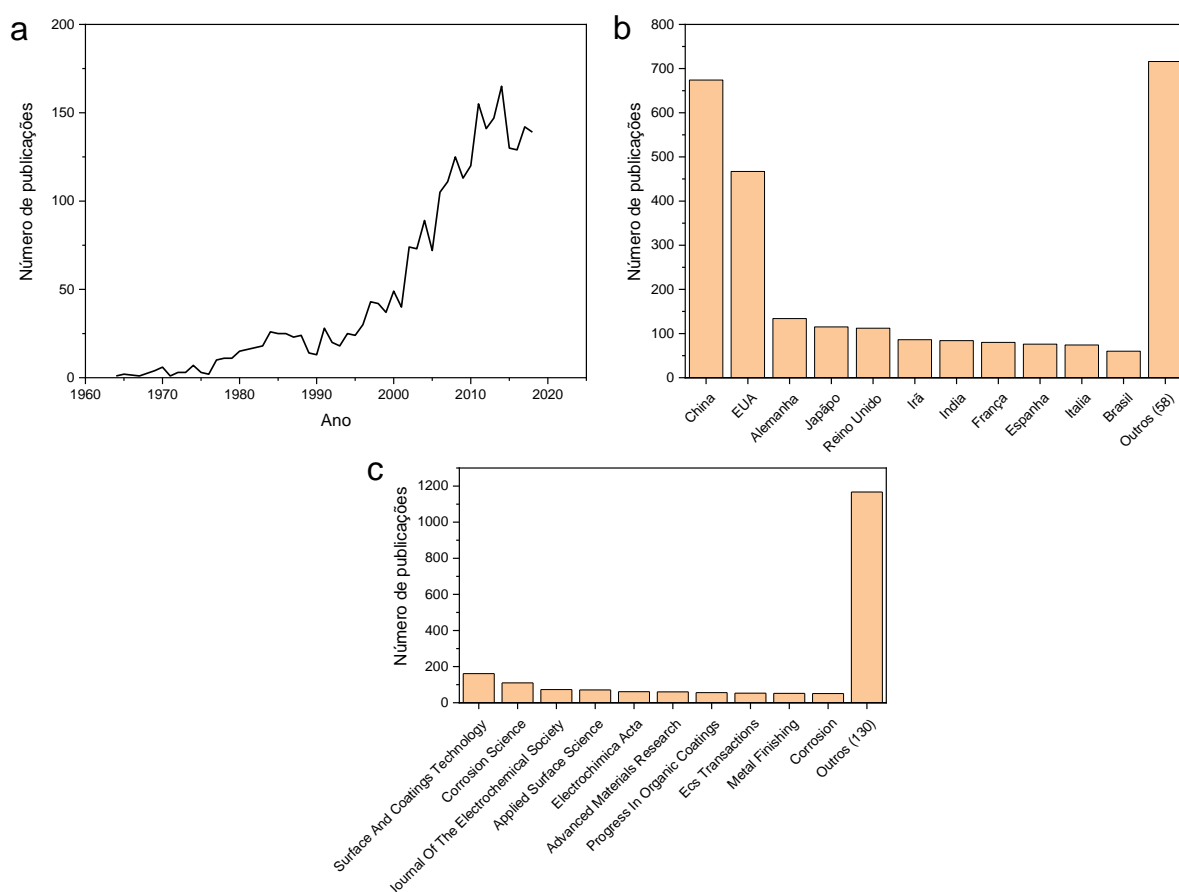 a
200
150
100
50
0
Número de publicações
1960
1970
1980
1990
2000
2010
2020
Ano
b
800
700
600
500
400
300
200
100
0
Número de publicações
China
EUA
Alemanha
Japãpo
Reino Unido
Irã
India
França
Espanha
Italia
Brasil
Outros (58)
c
1200
1000
800
600
400
200
0
Número de publicações
Surface And Coatings Technology
Corrosion Science
Journal Of The Electrochemical Society
Applied Surface Science
Electrochimica Acta
Advanced Materials Research
Progress In Organic Coatings
Ecs Transactions
Metal Finishing
Corrosion
Outros (130)